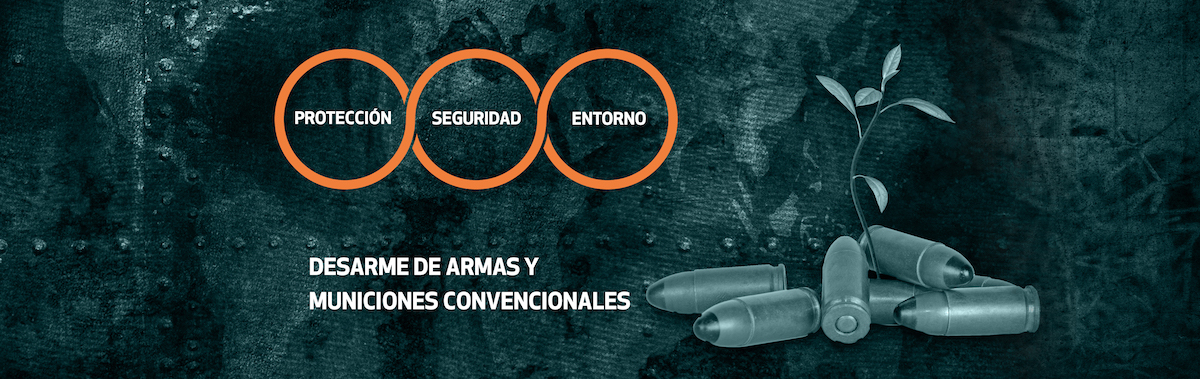 PROTECCIÓN
SEGURIDAD
ENTORNO
DESARME DE ARMAS Y
MUNICIONES CONVENCIONALES